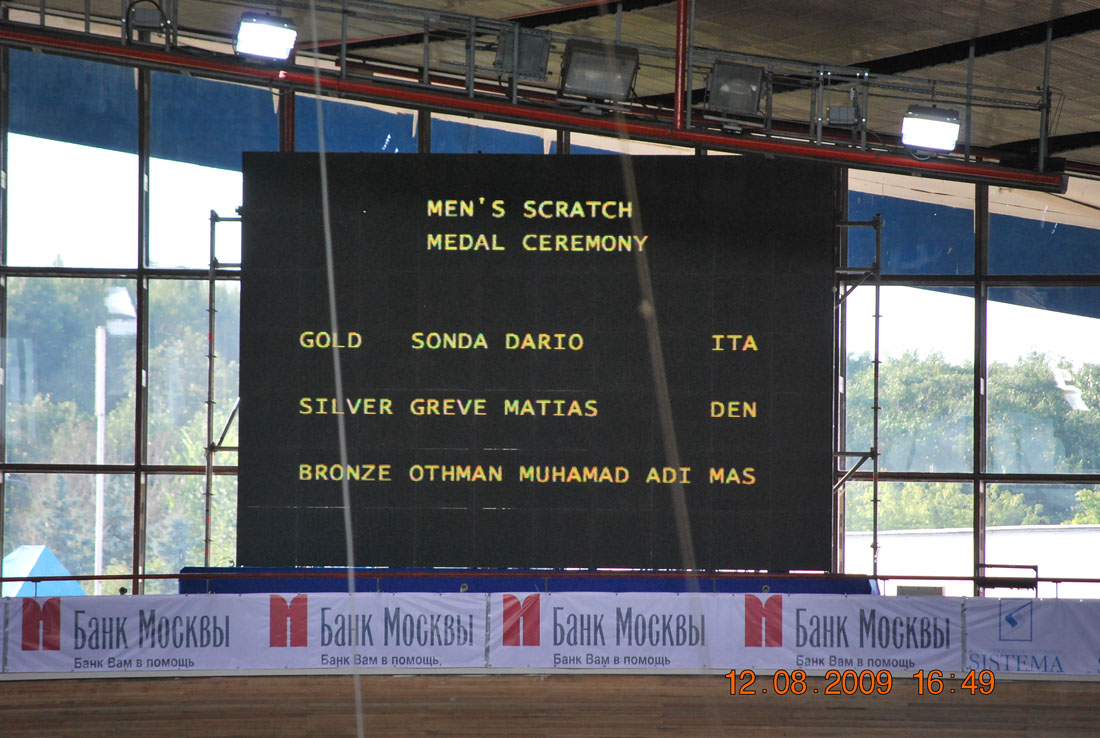 MEN'S SCRATCH
MEDAL CEREMONY
GOLD SONDA DARIO ITA
SILVER GREVE MATIAS DEN
BRONZE OTHMAN MUHAMAD ADI MAS
Банк Москвы Банк Москвы Банк Москвы Банк Москвы
Банк Вам в помощь Банк Вам в помощь, Банк Вам в помощь Банк Вам в помощь
SISTEMA
12.08.2009 16:49